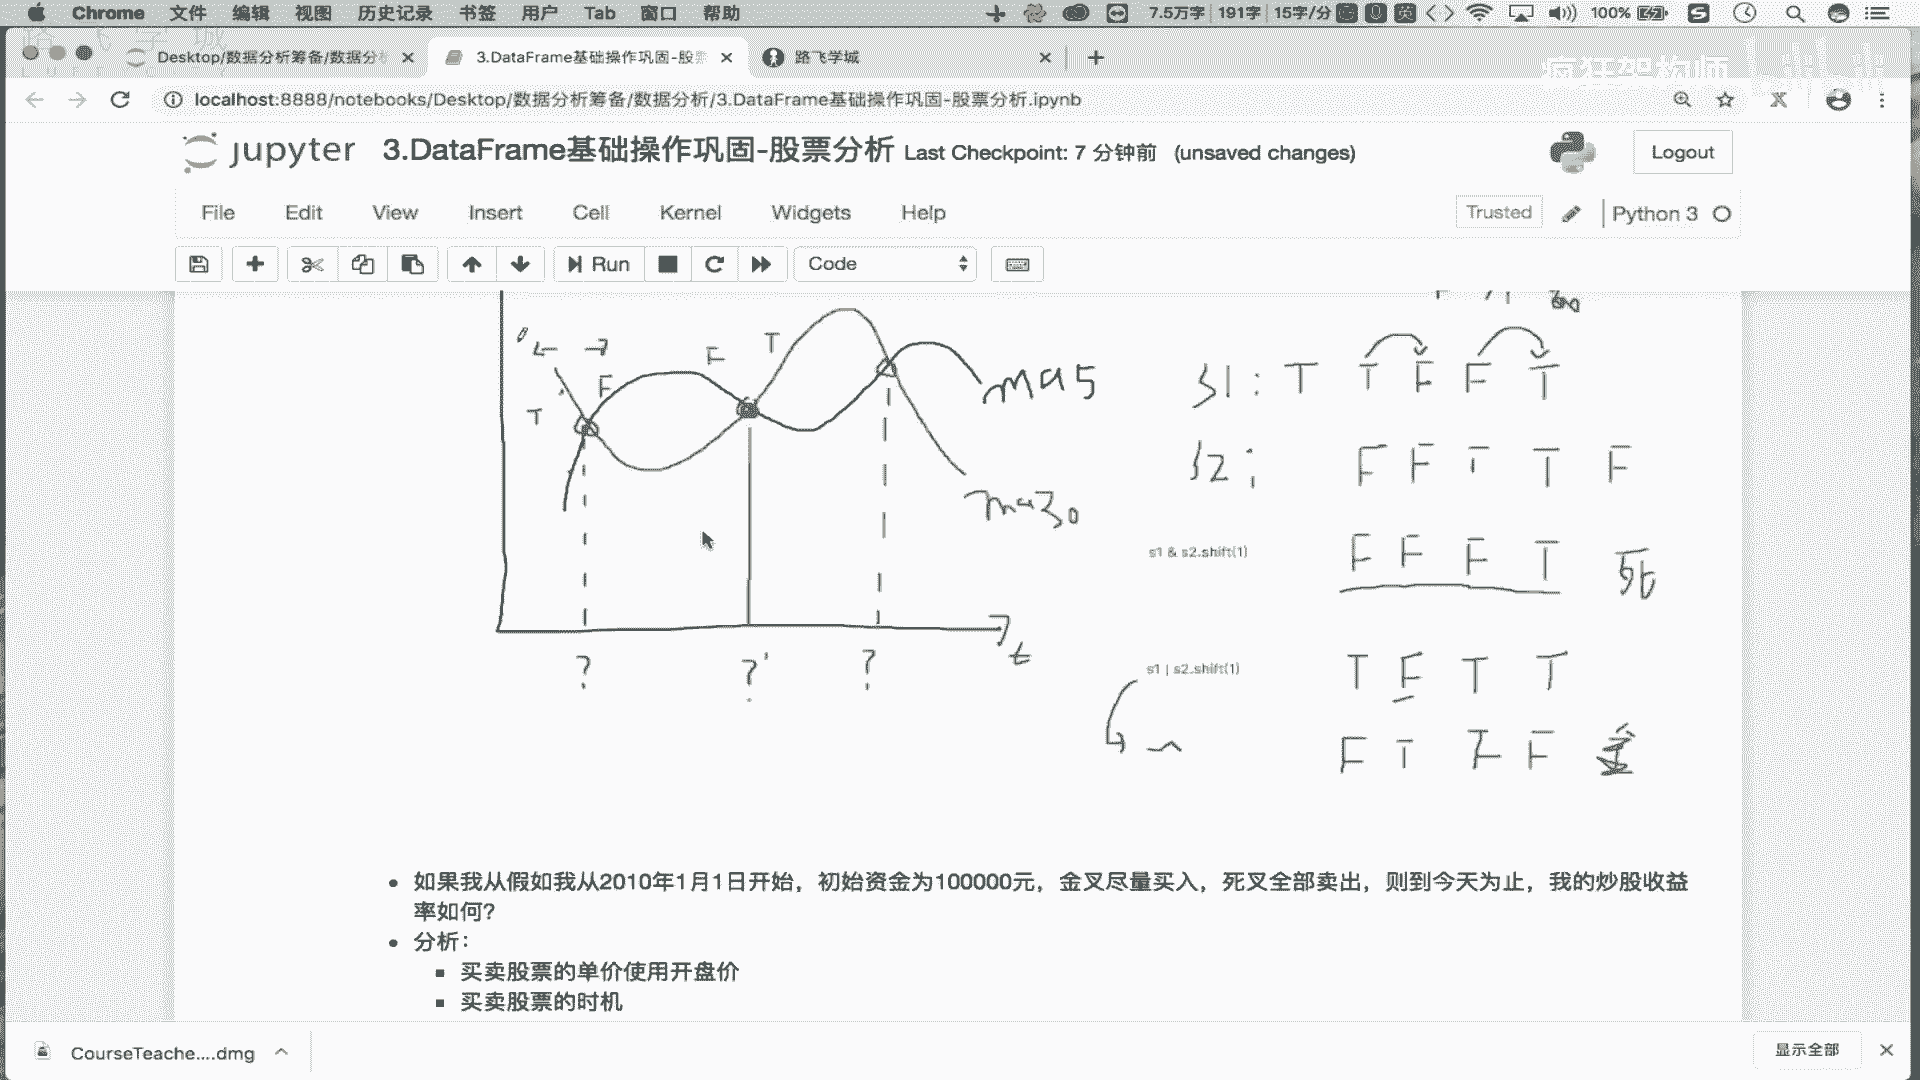 Chrome 文件 编辑 视图 历史记录 书签 用户 Tab 窗口 帮助 7.5万字 191字 15字/分 英 100%
Desktop/数据分析筹备/数据分 3.DataFrame基础操作巩固-股票 路飞学城
疯狂架构师 bilibili
localhost:8888/notebooks/Desktop/数据分析筹备/数据分析/3.DataFrame基础操作巩固-股票分析.ipynb
jupyter 3.DataFrame基础操作巩固-股票分析 Last Checkpoint: 7 分钟前 (unsaved changes) Logout
File Edit View Insert Cell Kernel Widgets Help Trusted Python 3
Run Code
F T
T F
ma5
ma30
t
? ? ?
S1: T T F F T
S2: F F T T F
s1 & s2.shift(1) F F F T 死
s1 | s2.shift(1) T F T T
~ F T F F 金
如果我从假如我从2010年1月1日开始，初始资金为100000元，金叉尽量买入，死叉全部卖出，则到今天为止，我的炒股收益
率如何?
分析：
买卖股票的单价使用开盘价
买卖股票的时机
CourseTeache....dmg 显示全部